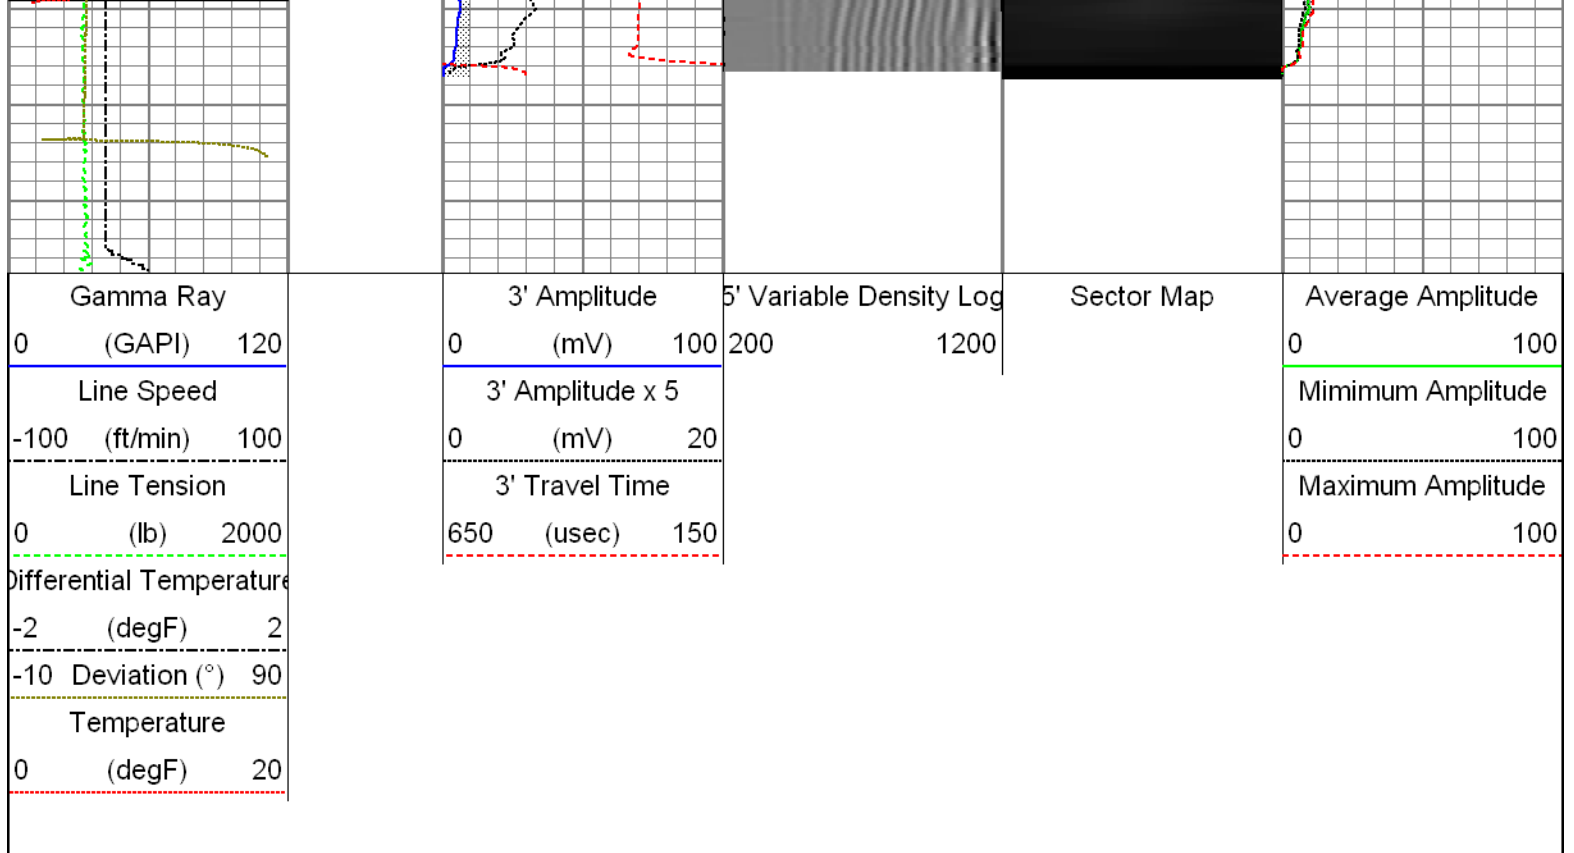 Gamma Ray
0 (GAPI) 120
Line Speed
-100 (ft/min) 100
Line Tension
0 (lb) 2000
Differential Temperature
-2 (degF) 2
-10 Deviation (°) 90
Temperature
0 (degF) 20
3' Amplitude
0 (mV) 100
3' Amplitude x 5
0 (mV) 20
3' Travel Time
650 (usec) 150
5' Variable Density Log
200 1200
Sector Map
Average Amplitude
0 100
Mimimum Amplitude
0 100
Maximum Amplitude
0 100